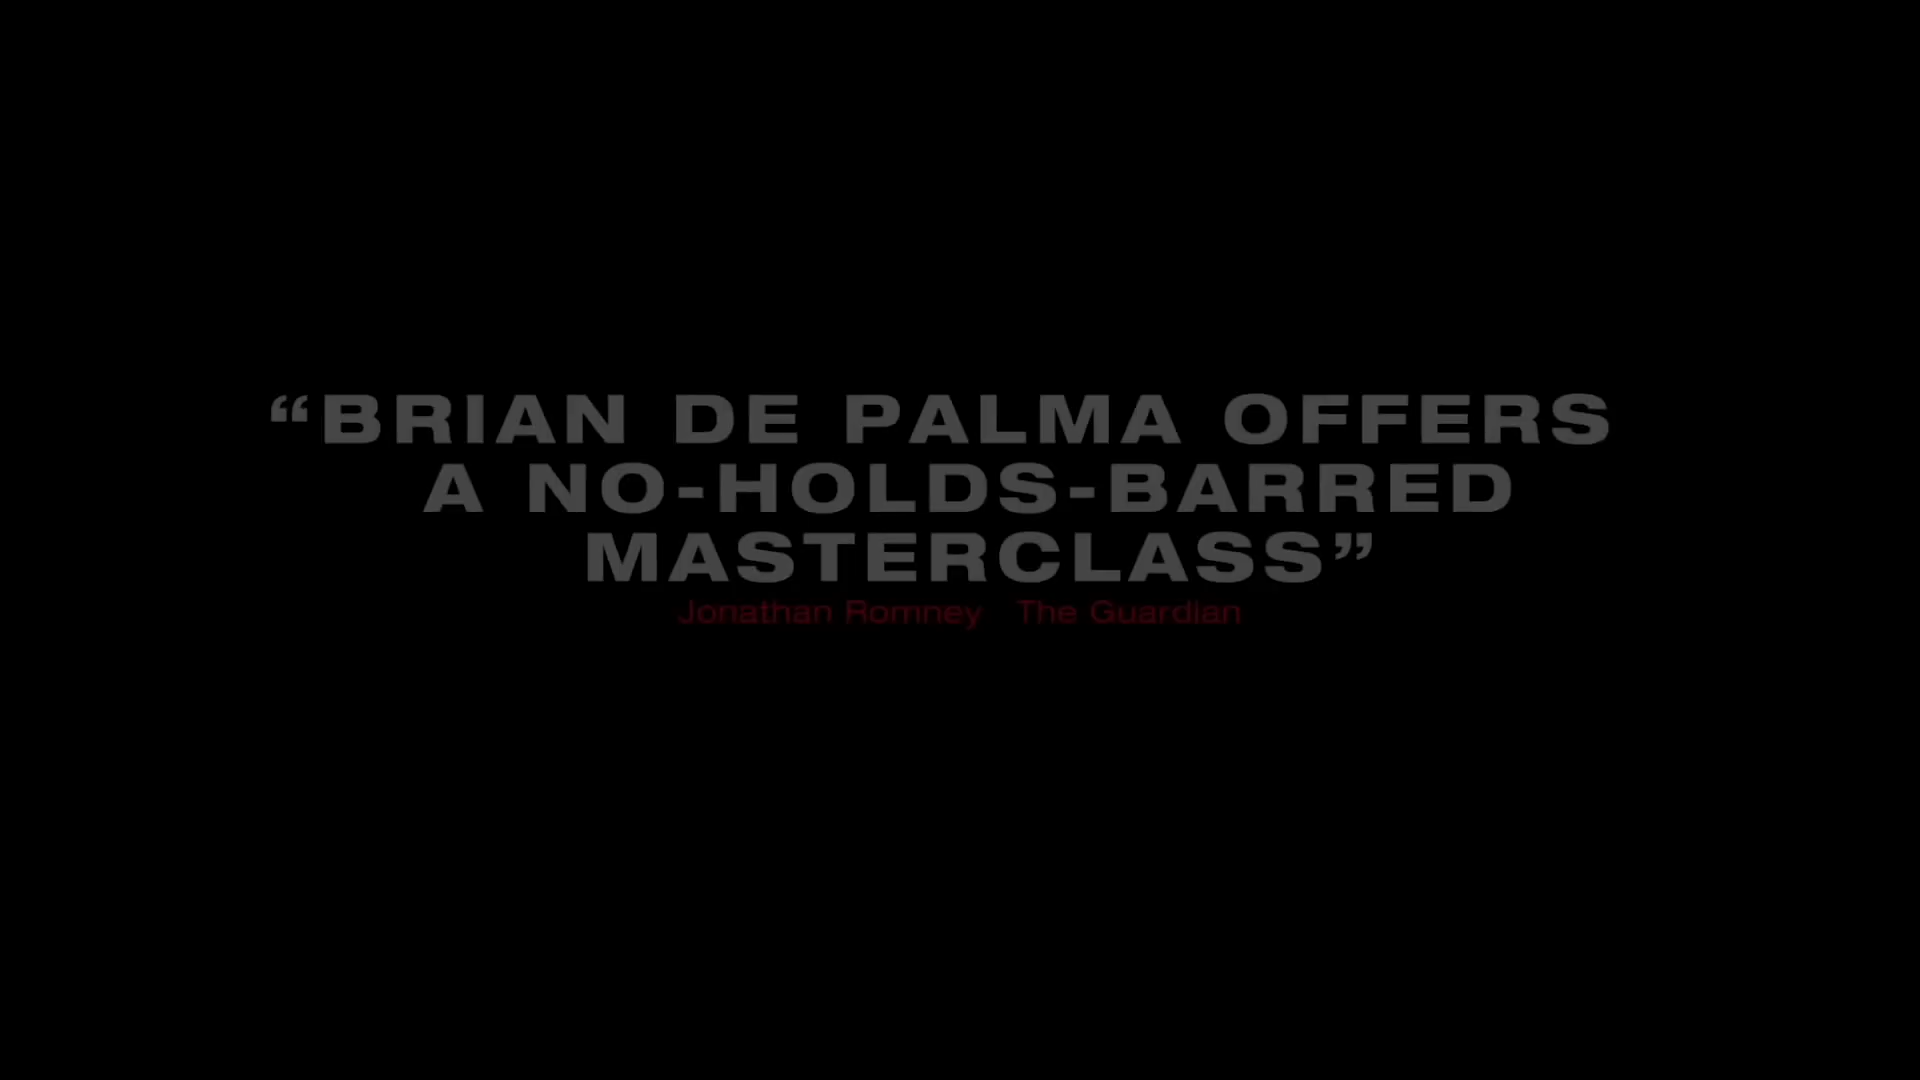 “BRIAN DE PALMA OFFERS
A NO-HOLDS-BARRED
MASTERCLASS”
Jonathan Romney The Guardian